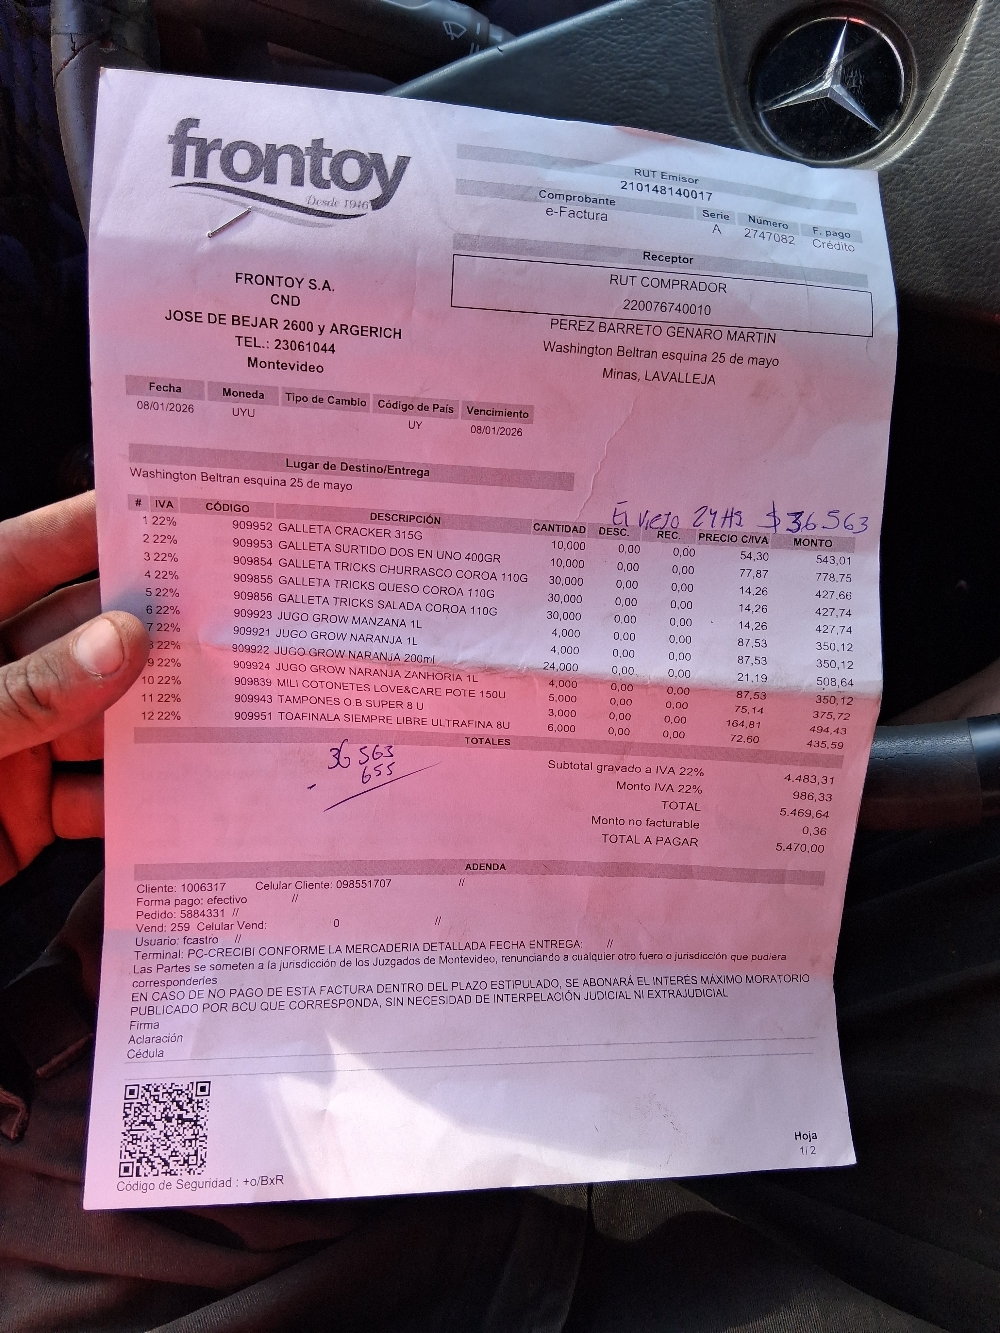 frontoy
Desde 1946
RUT Emisor
210148140017
Comprobante Serie Número F. pago
e-Factura A 2747082 Crédito
Receptor
RUT COMPRADOR
220076740010
PEREZ BARRETO GENARO MARTIN
Washington Beltran esquina 25 de mayo
Minas, LAVALLEJA
FRONTOY S.A.
CND
JOSE DE BEJAR 2600 y ARGERICH
TEL.: 23061044
Montevideo
Fecha Moneda Tipo de Cambio Código de País Vencimiento
08/01/2026 UYU UY 08/01/2026
Lugar de Destino/Entrega
Washington Beltran esquina 25 de mayo
El viejo 24 Hs $36563
# IVA CÓDIGO DESCRIPCIÓN CANTIDAD DESC. REC. PRECIO C/IVA MONTO
1 22% 909952 GALLETA CRACKER 315G 10,000 0,00 0,00 54,30 543,01
2 22% 909953 GALLETA SURTIDO DOS EN UNO 400GR 10,000 0,00 0,00 77,87 778,75
3 22% 909854 GALLETA TRICKS CHURRASCO COROA 110G 30,000 0,00 0,00 14,26 427,66
4 22% 909855 GALLETA TRICKS QUESO COROA 110G 30,000 0,00 0,00 14,26 427,74
5 22% 909856 GALLETA TRICKS SALADA COROA 110G 30,000 0,00 0,00 14,26 427,74
6 22% 909923 JUGO GROW MANZANA 1L 4,000 0,00 0,00 87,53 350,12
7 22% 909921 JUGO GROW NARANJA 1L 4,000 0,00 0,00 87,53 350,12
8 22% 909922 JUGO GROW NARANJA 200ml 24,000 0,00 0,00 21,19 508,64
9 22% 909924 JUGO GROW NARANJA ZANHORIA 1L 4,000 0,00 0,00 87,53 350,12
10 22% 909839 MILI COTONETES LOVE&CARE POTE 150U 5,000 0,00 0,00 75,14 375,72
11 22% 909943 TAMPONES O.B SUPER 8 U 3,000 0,00 0,00 164,81 494,43
12 22% 909951 TOAFINALA SIEMPRE LIBRE ULTRAFINA 8U 6,000 0,00 0,00 72,60 435,59
TOTALES
36 563
- 655
Subtotal gravado a IVA 22% 4.483,31
Monto IVA 22% 986,33
TOTAL 5.469,64
Monto no facturable 0,36
TOTAL A PAGAR 5.470,00
ADENDA
Cliente: 1006317 Celular Cliente: 098551707 //
Forma pago: efectivo //
Pedido: 5884331 //
Vend: 259 Celular Vend: 0 //
Usuario: fcastro //
Terminal: PC-CRECIBI CONFORME LA MERCADERIA DETALLADA FECHA ENTREGA: //
Las Partes se someten a la jurisdicción de los Juzgados de Montevideo, renunciando a cualquier otro fuero o jurisdicción que pudiera
corresponderles
EN CASO DE NO PAGO DE ESTA FACTURA DENTRO DEL PLAZO ESTIPULADO, SE ABONARÁ EL INTERÉS MÁXIMO MORATORIO
PUBLICADO POR BCU QUE CORRESPONDA, SIN NECESIDAD DE INTERPELACIÓN JUDICIAL NI EXTRAJUDICIAL
Firma
Aclaración
Cédula
Hoja
1/ 2
Código de Seguridad : +o/BxR